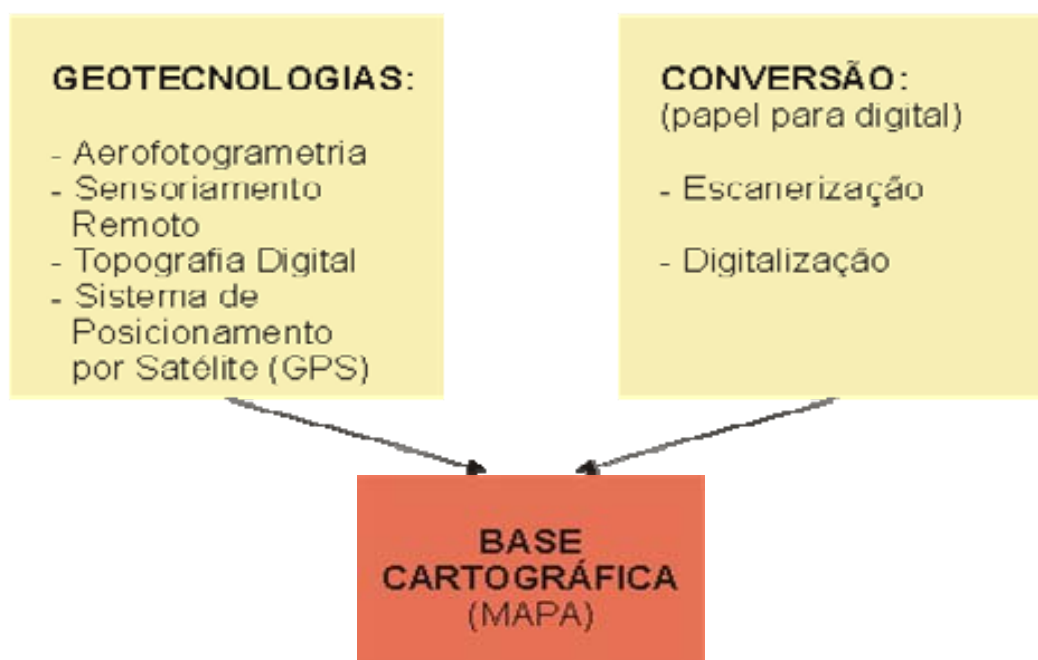 GEOTECNOLOGIAS:
- Aerofotogrametria
- Sensoriamento
Remoto
- Topografia Digital
- Sistema de
Posicionamento
por Satélite (GPS)
CONVERSÃO:
(papel para digital)
- Escanerização
- Digitalização
BASE
CARTOGRÁFICA
(MAPA)